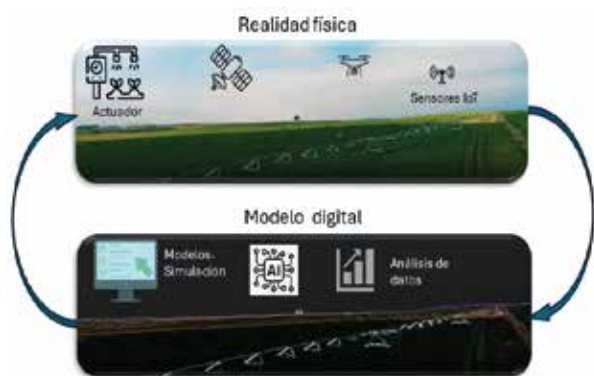 Realidad física
Actuador
Sensores IoT
Modelo digital
Modelos-
Simulación
AI
Análisis de
datos